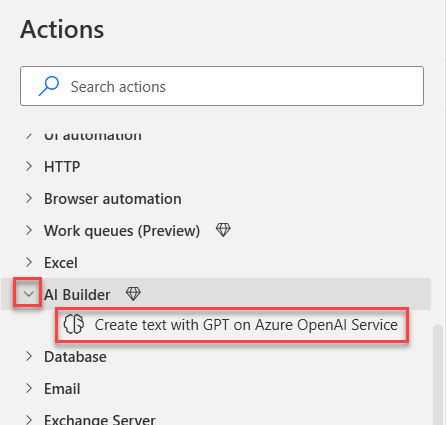 Actions
Search actions
UI automation
HTTP
Browser automation
Work queues (Preview)
Excel
AI Builder
Create text with GPT on Azure OpenAI Service
Database
Email
Exchange Server